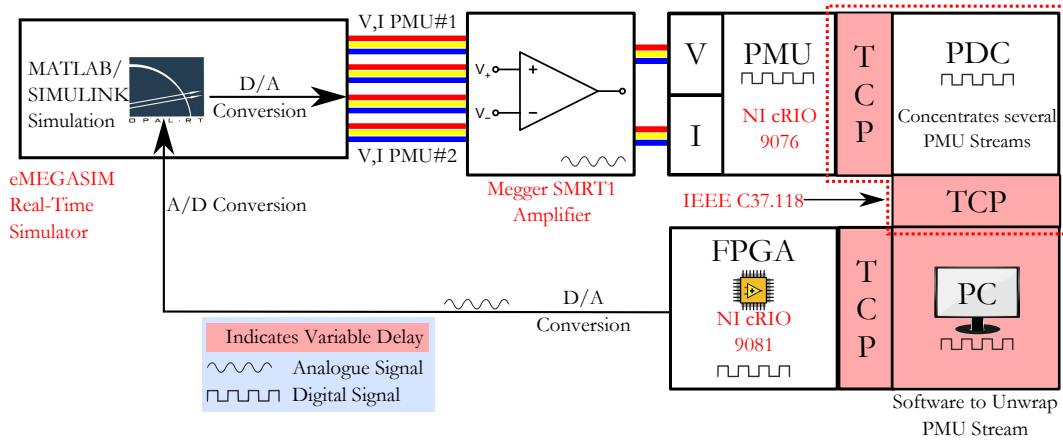 V,I PMU#1
MATLAB/
SIMULINK
Simulation
OPAL-RT
D/A
Conversion
V,I PMU#2
eMEGASIM
Real-Time
Simulator
A/D Conversion
V+
V−
+
−
Megger SMRT1
Amplifier
V
I
PMU
NI cRIO
9076
TCP
PDC
Concentrates several
PMU Streams
IEEE C37.118
TCP
FPGA
NI cRIO
9081
TCP
PC
Software to Unwrap
PMU Stream
D/A
Conversion
Indicates Variable Delay
Analogue Signal
Digital Signal